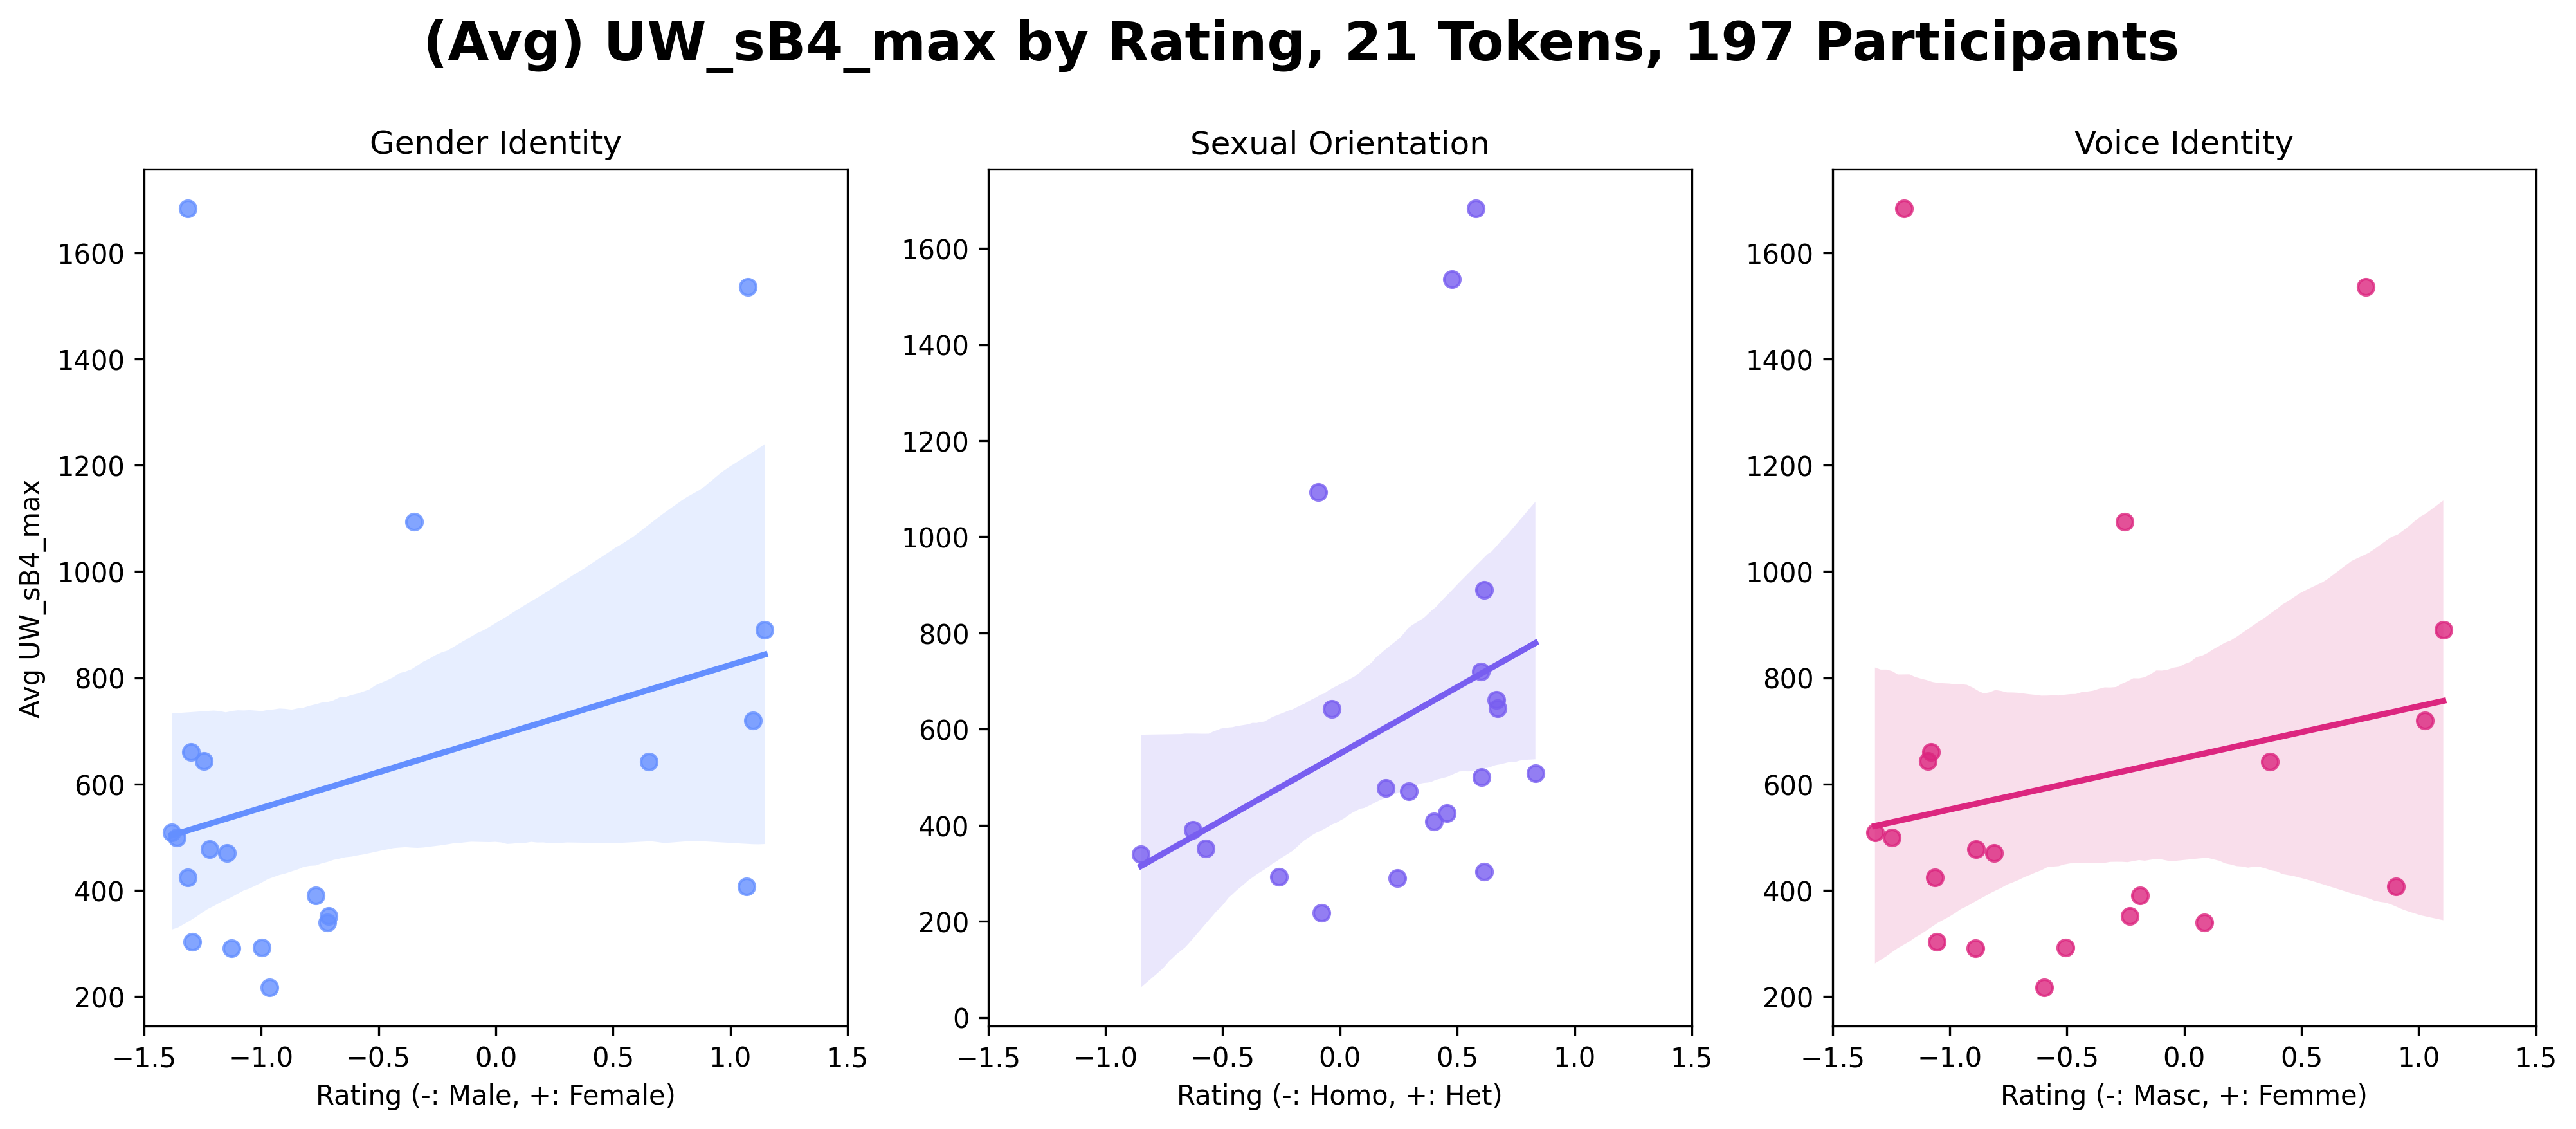 (Avg) UW_sB4_max by Rating, 21 Tokens, 197 Participants
Gender Identity
Avg UW_sB4_max
1600
1400
1200
1000
800
600
400
200
−1.5 −1.0 −0.5 0.0 0.5 1.0 1.5
Rating (-: Male, +: Female)
Sexual Orientation
1600
1400
1200
1000
800
600
400
200
0
−1.5 −1.0 −0.5 0.0 0.5 1.0 1.5
Rating (-: Homo, +: Het)
Voice Identity
1600
1400
1200
1000
800
600
400
200
−1.5 −1.0 −0.5 0.0 0.5 1.0 1.5
Rating (-: Masc, +: Femme)